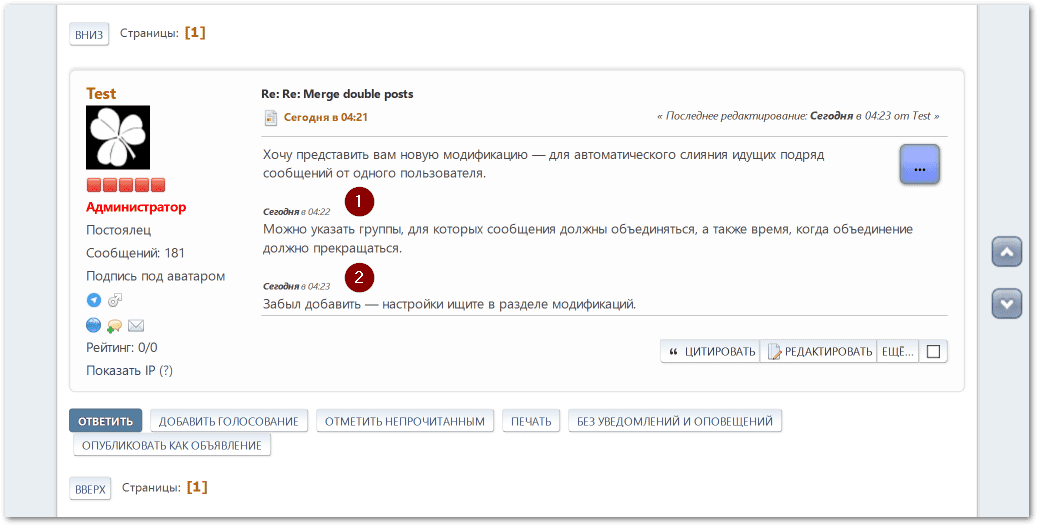 ВНИЗ Страницы: [1]
Test
Re: Re: Merge double posts
Сегодня в 04:21
« Последнее редактирование: Сегодня в 04:23 от Test »
Хочу представить вам новую модификацию — для автоматического слияния идущих подряд
сообщений от одного пользователя.
...
Сегодня в 04:22
1
Можно указать группы, для которых сообщения должны объединяться, а также время, когда объединение
должно прекращаться.
Сегодня в 04:23
2
Забыл добавить — настройки ищите в разделе модификаций.
Администратор
Постоялец
Сообщений: 181
Подпись под аватаром
Рейтинг: 0/0
Показать IP (?)
ЦИТИРОВАТЬ РЕДАКТИРОВАТЬ ЕЩЁ...
ОТВЕТИТЬ ДОБАВИТЬ ГОЛОСОВАНИЕ ОТМЕТИТЬ НЕПРОЧИТАННЫМ ПЕЧАТЬ БЕЗ УВЕДОМЛЕНИЙ И ОПОВЕЩЕНИЙ
ОПУБЛИКОВАТЬ КАК ОБЪЯВЛЕНИЕ
ВВЕРХ Страницы: [1]